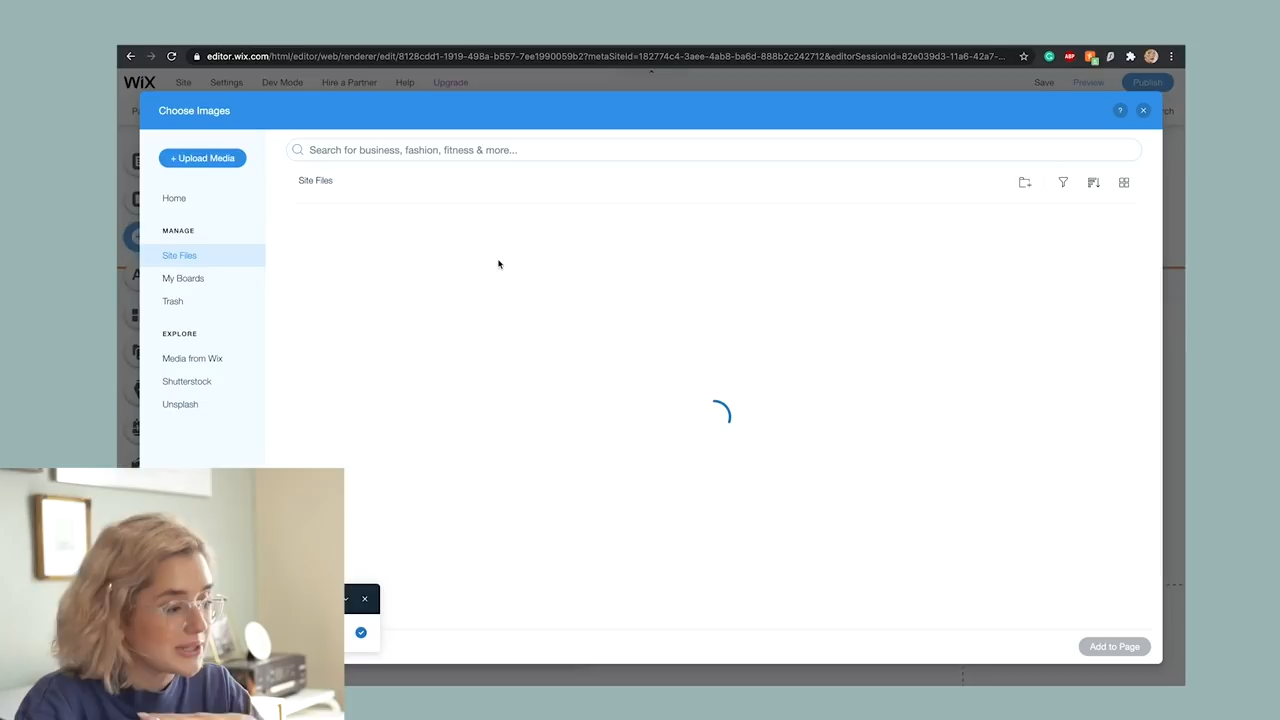 editor.wix.com/html/editor/web/renderer/edit/8128cdd1-1919-498a-b557-7ee1990059b2?metaSiteId=182774c4-3aee-4ab8-ba6d-888b2c242712&editorSessionId=82e039d3-11a6-42a7-...
WiX Site Settings Dev Mode Hire a Partner Help Upgrade Save Preview Publish
Choose Images ?
+ Upload Media
Search for business, fashion, fitness & more...
Site Files
Home
MANAGE
Site Files
My Boards
Trash
EXPLORE
Media from Wix
Shutterstock
Unsplash
Add to Page